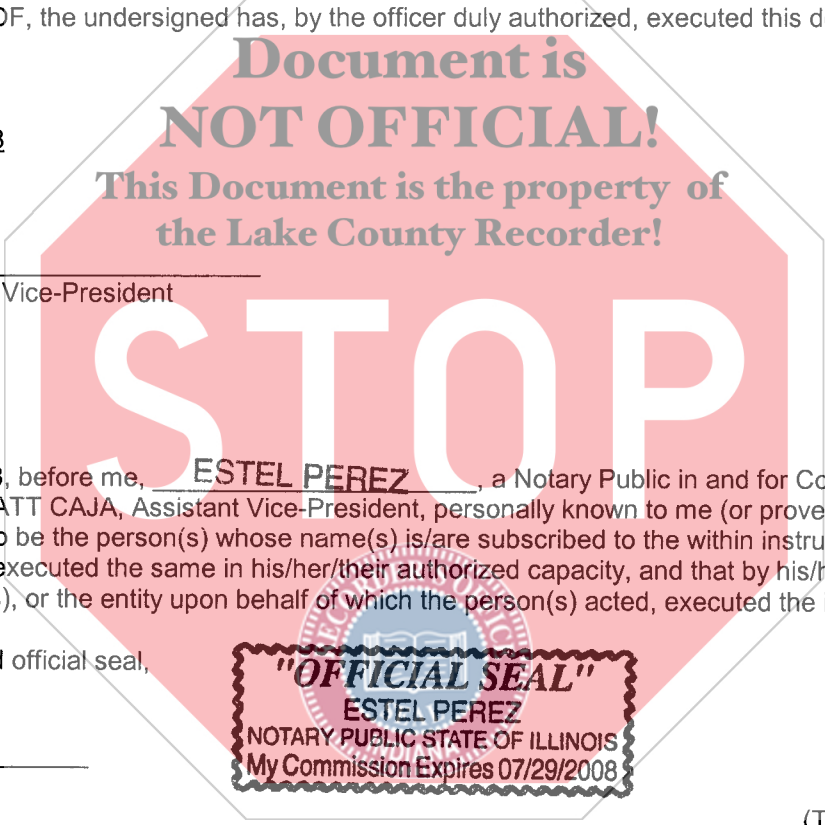 OF, the undersigned has, by the officer duly authorized, executed this d
Document is
NOT OFFICIAL!
This Document is the property of
the Lake County Recorder!
Vice-President
STOP
, before me, ESTEL PEREZ, a Notary Public in and for Co
ATT CAJA, Assistant Vice-President, personally known to me (or prove
o be the person(s) whose name(s) is/are subscribed to the within instru
executed the same in his/her/their authorized capacity, and that by his/h
), or the entity upon behalf of which the person(s) acted, executed the
RECORDER'S OFFICE
official seal,
"OFFICIAL SEAL"
ESTEL PEREZ
NOTARY PUBLIC STATE OF ILLINOIS
INDIANA
My Commission Expires 07/29/2008
(T